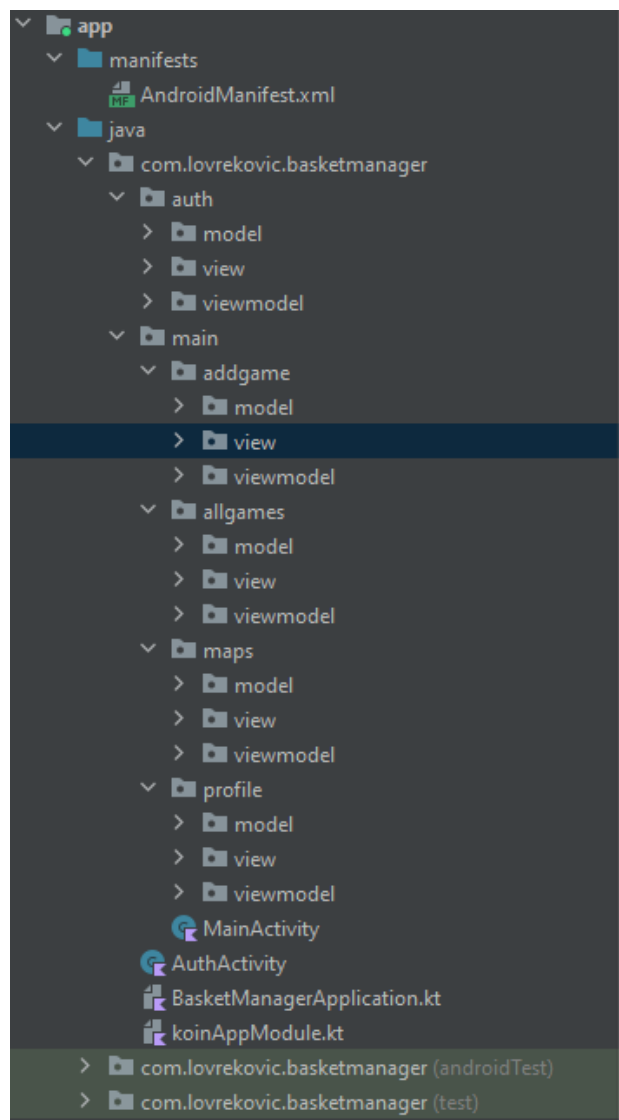 app
manifests
MF AndroidManifest.xml
java
com.lovrekovic.basketmanager
auth
model
view
viewmodel
main
addgame
model
view
viewmodel
allgames
model
view
viewmodel
maps
model
view
viewmodel
profile
model
view
viewmodel
MainActivity
AuthActivity
BasketManagerApplication.kt
koinAppModule.kt
com.lovrekovic.basketmanager (androidTest)
com.lovrekovic.basketmanager (test)